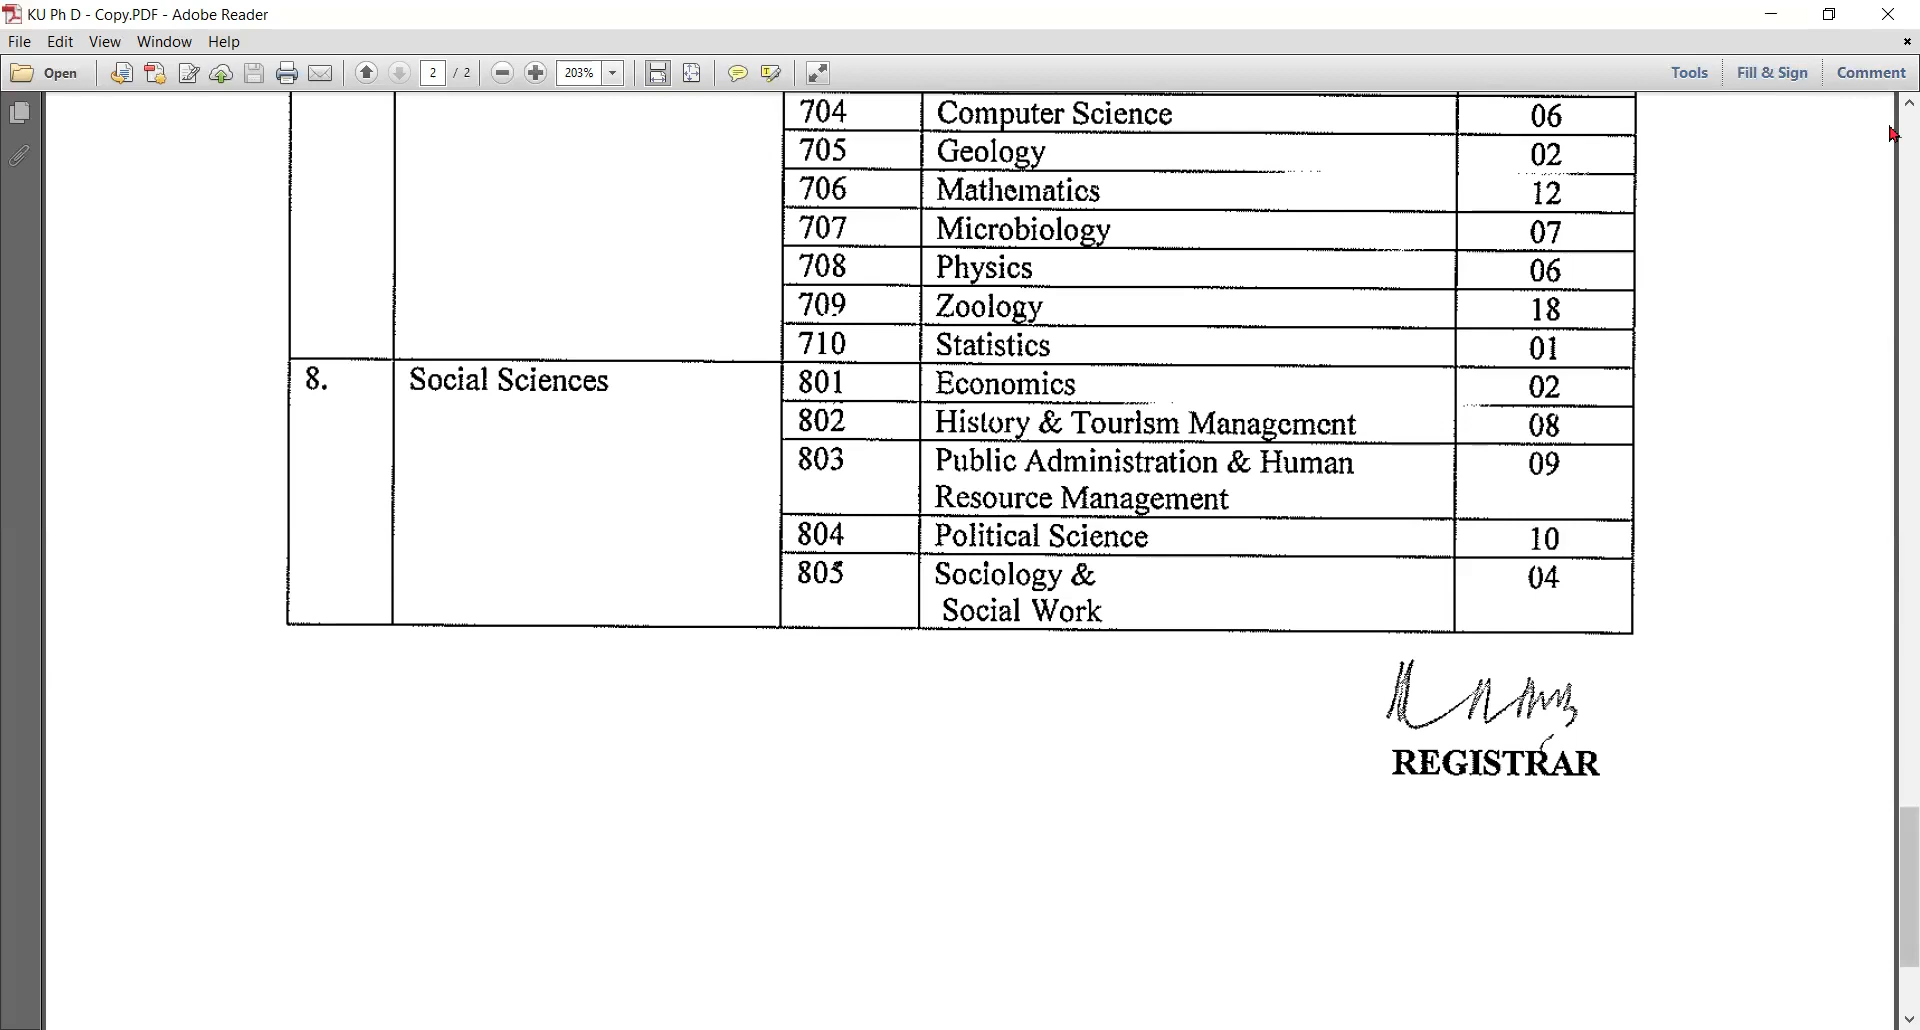 KU Ph D - Copy.PDF - Adobe Reader
File Edit View Window Help
Open 2 / 2 203% Tools Fill & Sign Comment
704 Computer Science 06
705 Geology 02
706 Mathematics 12
707 Microbiology 07
708 Physics 06
709 Zoology 18
710 Statistics 01
8. Social Sciences 801 Economics 02
802 History & Tourism Management 08
803 Public Administration & Human 09
Resource Management
804 Political Science 10
805 Sociology & 04
Social Work
REGISTRAR